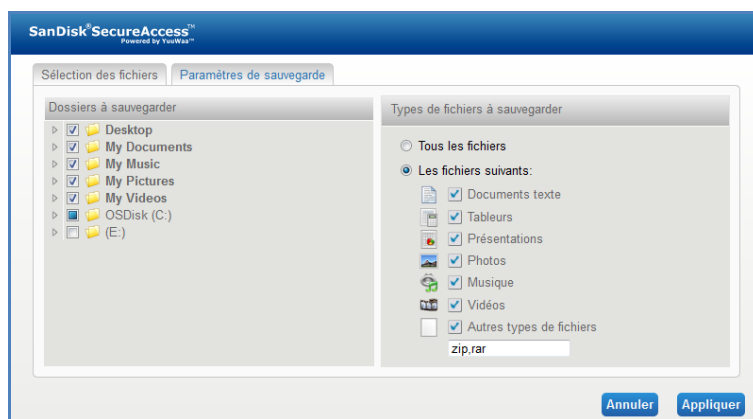 SanDisk®SecureAccess™
Powered by YuuWaa™
Sélection des fichiers
Paramètres de sauvegarde
Dossiers à sauvegarder
Desktop
My Documents
My Music
My Pictures
My Videos
OSDisk (C:)
(E:)
Types de fichiers à sauvegarder
Tous les fichiers
Les fichiers suivants:
Documents texte
Tableurs
Présentations
Photos
Musique
Vidéos
Autres types de fichiers
zip,rar
Annuler
Appliquer